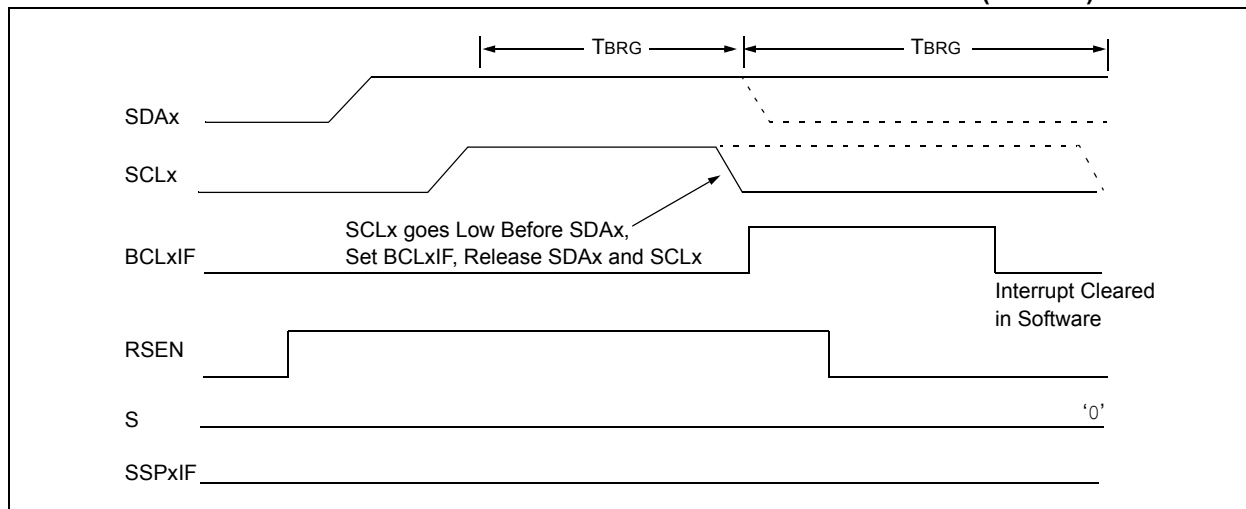 TBRG TBRG
SDAx
SCLx
SCLx goes Low Before SDAx,
Set BCLxIF, Release SDAx and SCLx
BCLxIF
Interrupt Cleared
in Software
RSEN
S
‘0’
SSPxIF